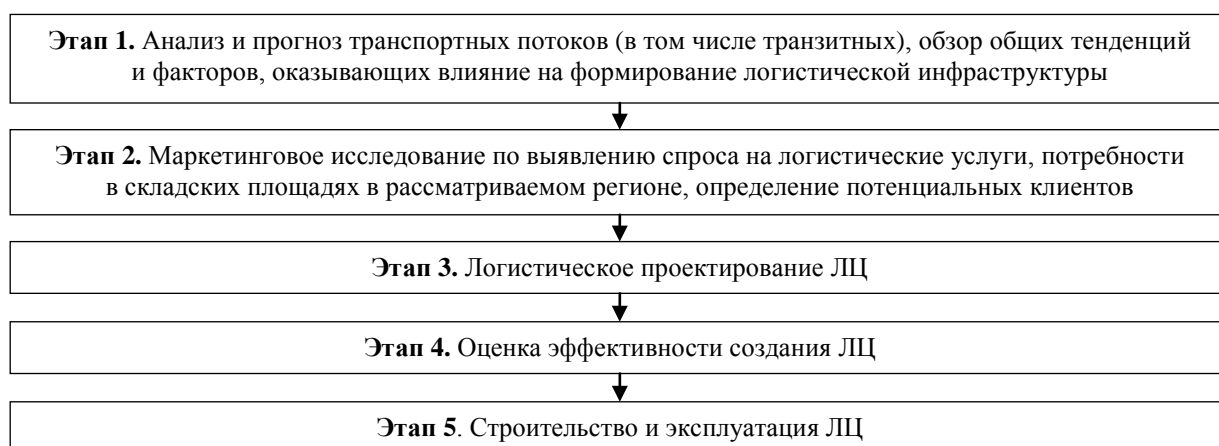 Этап 1. Анализ и прогноз транспортных потоков (в том числе транзитных), обзор общих тенденций
и факторов, оказывающих влияние на формирование логистической инфраструктуры
Этап 2. Маркетинговое исследование по выявлению спроса на логистические услуги, потребности
в складских площадях в рассматриваемом регионе, определение потенциальных клиентов
Этап 3. Логистическое проектирование ЛЦ
Этап 4. Оценка эффективности создания ЛЦ
Этап 5. Строительство и эксплуатация ЛЦ